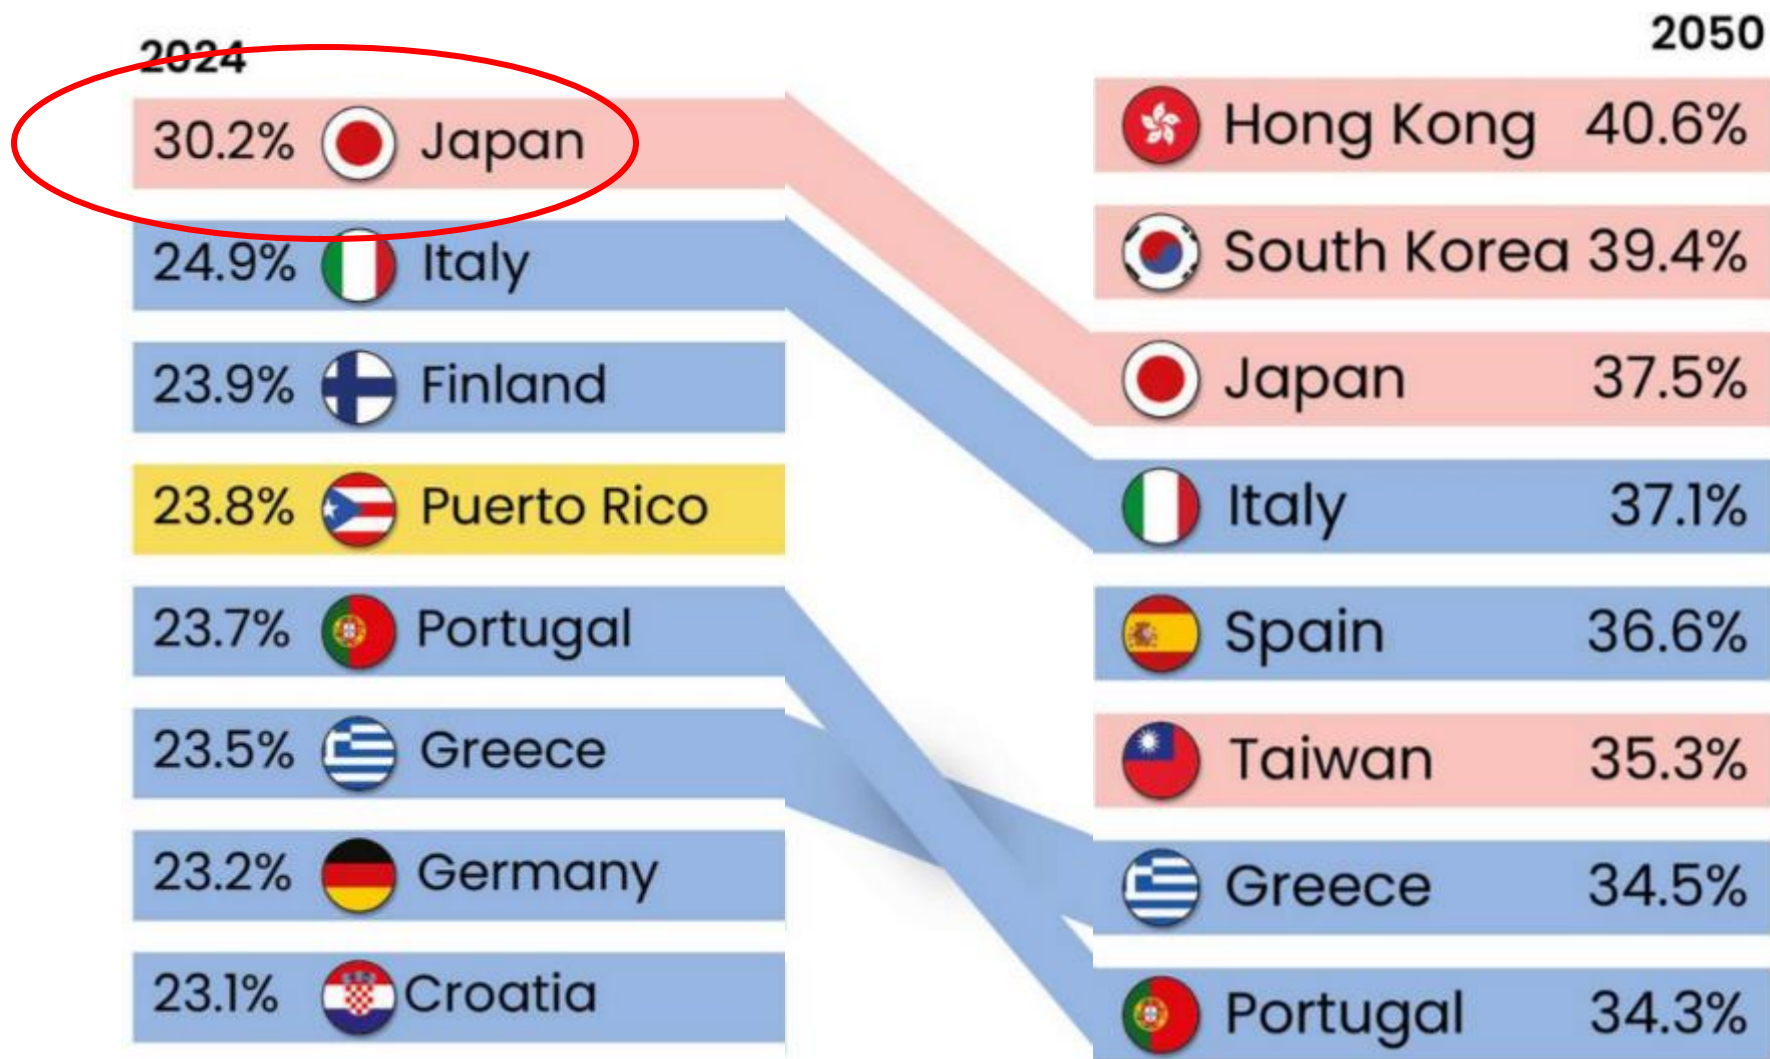 2024
30.2% Japan
24.9% Italy
23.9% Finland
23.8% Puerto Rico
23.7% Portugal
23.5% Greece
23.2% Germany
23.1% Croatia
2050
Hong Kong 40.6%
South Korea 39.4%
Japan 37.5%
Italy 37.1%
Spain 36.6%
Taiwan 35.3%
Greece 34.5%
Portugal 34.3%